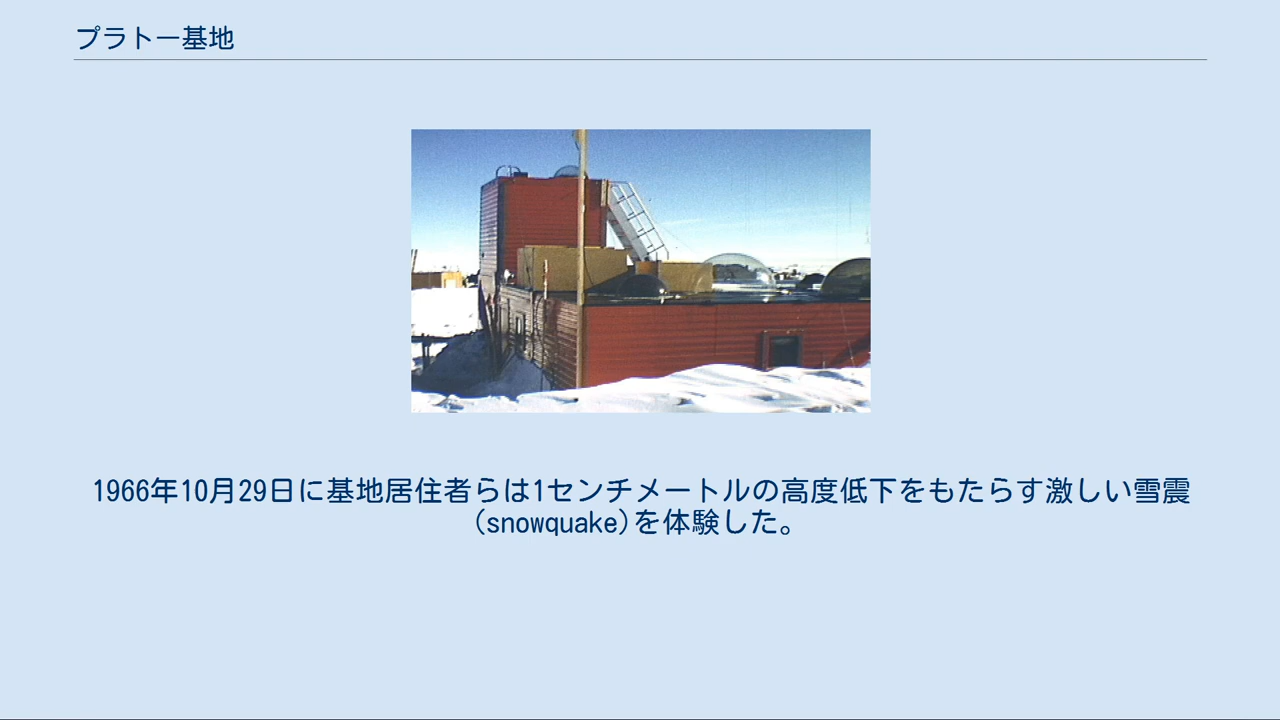 プラトー基地
1966年10月29日に基地居住者らは1センチメートルの高度低下をもたらす激しい雪震
(snowquake)を体験した。